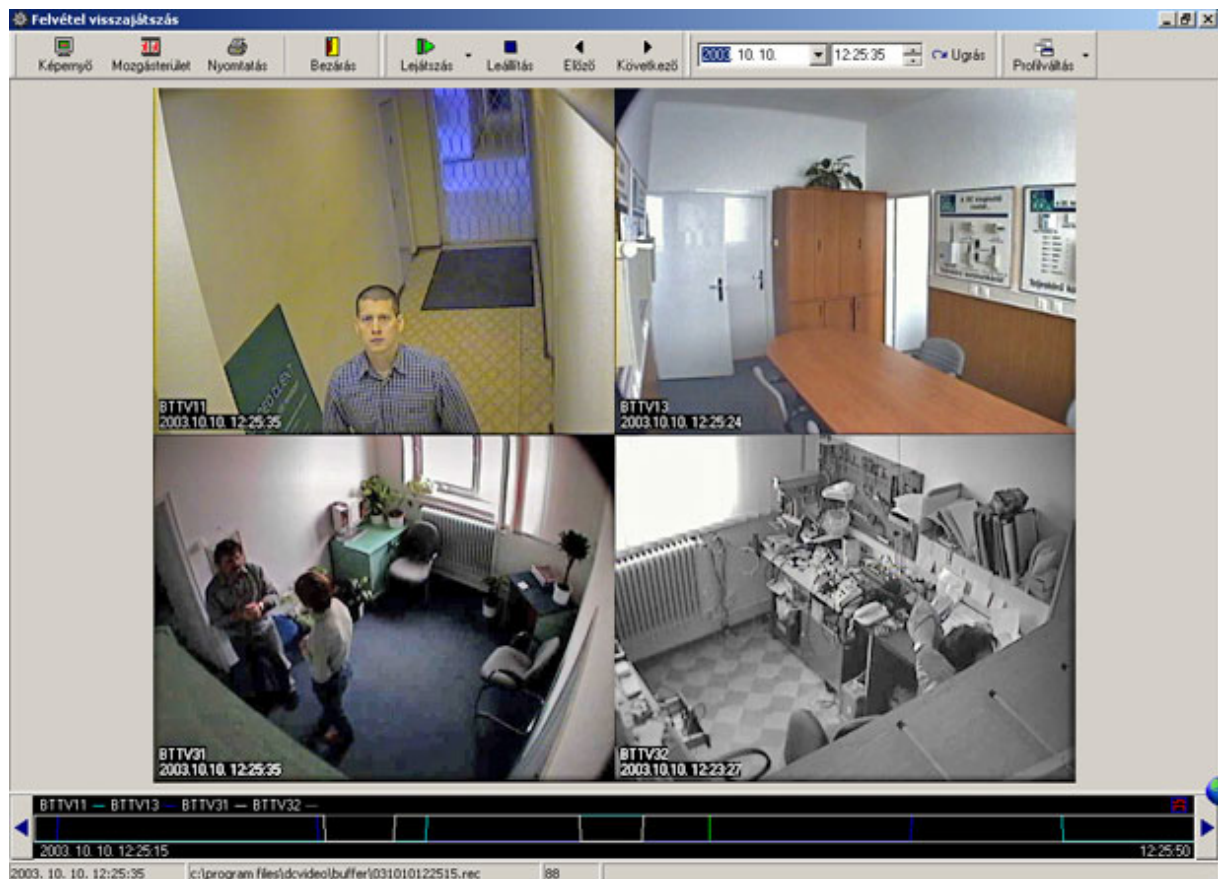 Felvétel visszajátszás
Képernyő Mozgásterület Nyomtatás Bezárás Lejátszás Leállítás Előző Következő 2003. 10. 10. 12:25:35 Ugrás Profilváltás
BTTV11
2003.10.10. 12:25:35
BTTV13
2003.10.10. 12:25:24
BTTV31
2003.10.10. 12:25:35
BTTV32
2003.10.10. 12:23:27
BTTV11 — BTTV13 — BTTV31 — BTTV32 —
2003. 10. 10. 12:25:15 12:25:50
2003. 10. 10. 12:25:35 c:\program files\dcvideo\buffer\031010122515.rec 88